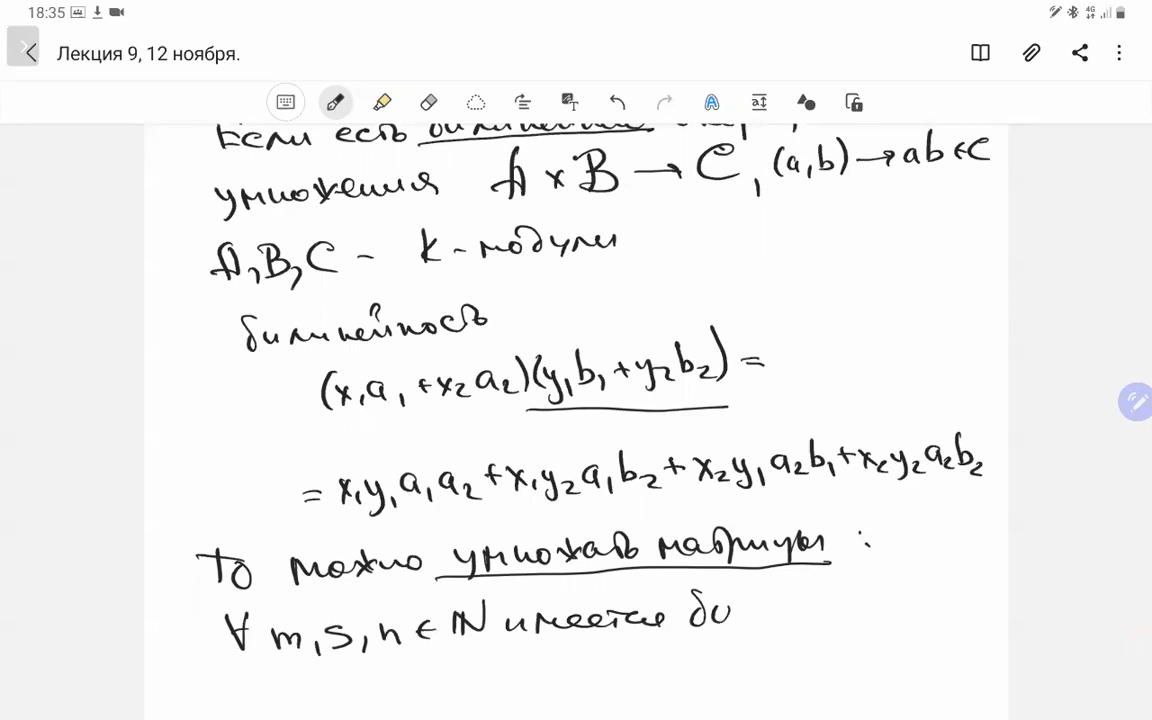 18:35
4G
Лекция 9, 12 ноября.
Если есть билинейная
умножения A × B → C, (a,b) → ab ∈ C
A, B, C - K - модули
билинейность
(x₁a₁ + x₂a₂)(y₁b₁ + y₂b₂) =
= x₁y₁a₁a₂ + x₁y₂a₁b₂ + x₂y₁a₂b₁ + x₂y₂a₂b₂
То можно умножать матрицы :
∀ m, s, n ∈ ℕ имеется би